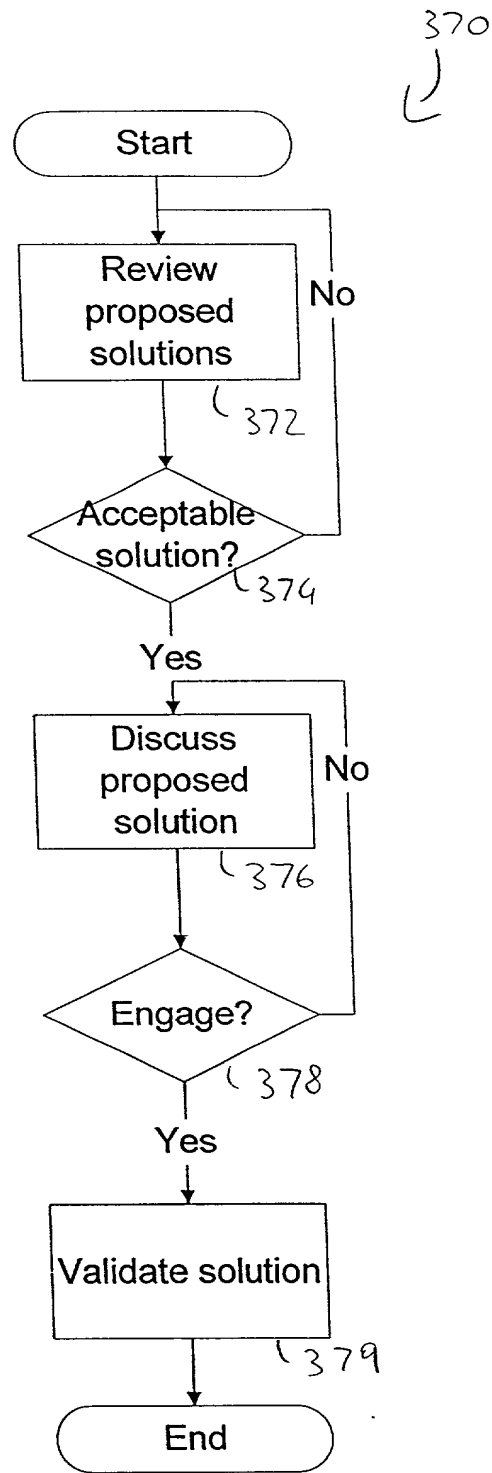 370
Start
Review
proposed
solutions
No
372
Acceptable
solution?
374
Yes
Discuss
proposed
solution
No
376
Engage?
378
Yes
Validate solution
379
End